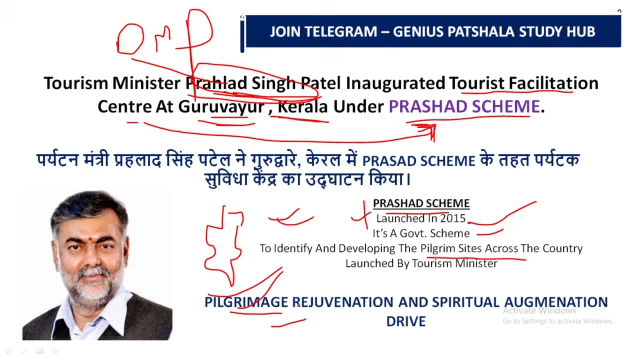 JOIN TELEGRAM – GENIUS PATSHALA STUDY HUB
OMP
Tourism Minister Prahlad Singh Patel Inaugurated Tourist Facilitation
Centre At Guruvayur , Kerala Under PRASHAD SCHEME.
पर्यटन मंत्री प्रहलाद सिंह पटेल ने गुरुद्वारे, केरल में PRASAD SCHEME के तहत पर्यटक
सुविधा केंद्र का उद्घाटन किया।
PRASHAD SCHEME
Launched In 2015
It's A Govt. Scheme
To Identify And Developing The Pilgrim Sites Across The Country
Launched By Tourism Minister
PILGRIMAGE REJUVENATION AND SPIRITUAL AUGMENATION
DRIVE
Activate Windows
Go to Settings to activate Windows.